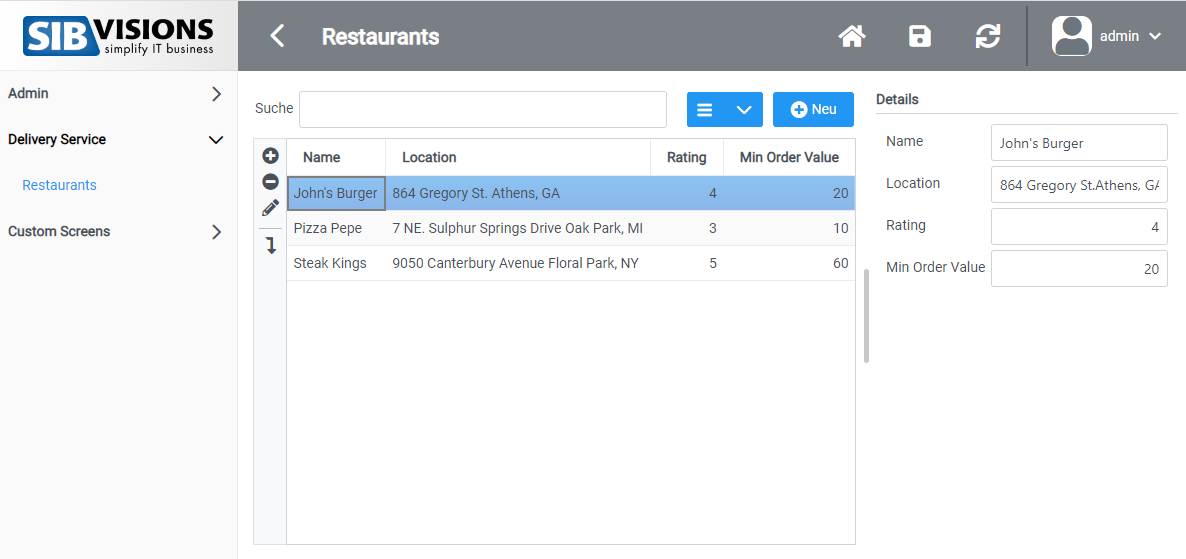 SIB VISIONS
simplify IT business
Restaurants
admin
Admin
Delivery Service
Restaurants
Custom Screens
Suche
Neu
Name Location Rating Min Order Value
John's Burger 864 Gregory St. Athens, GA 4 20
Pizza Pepe 7 NE. Sulphur Springs Drive Oak Park, MI 3 10
Steak Kings 9050 Canterbury Avenue Floral Park, NY 5 60
Details
Name John's Burger
Location 864 Gregory St.Athens, GA
Rating 4
Min Order Value 20